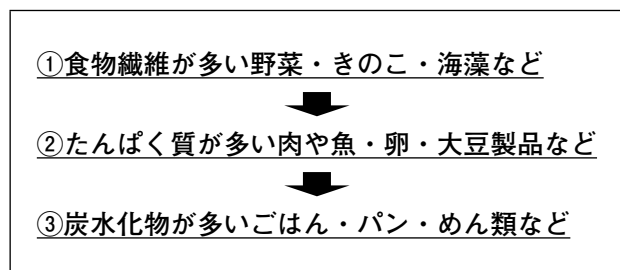 ①食物繊維が多い野菜・きのこ・海藻など
②たんぱく質が多い肉や魚・卵・大豆製品など
③炭水化物が多いごはん・パン・めん類など